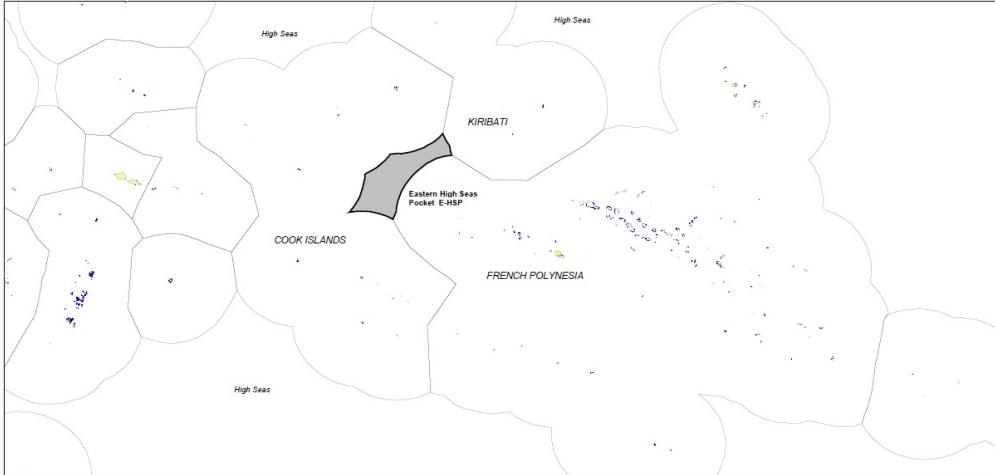 High Seas
High Seas
KIRIBATI
Eastern High Seas
Pocket E-HSP
COOK ISLANDS
FRENCH POLYNESIA
High Seas